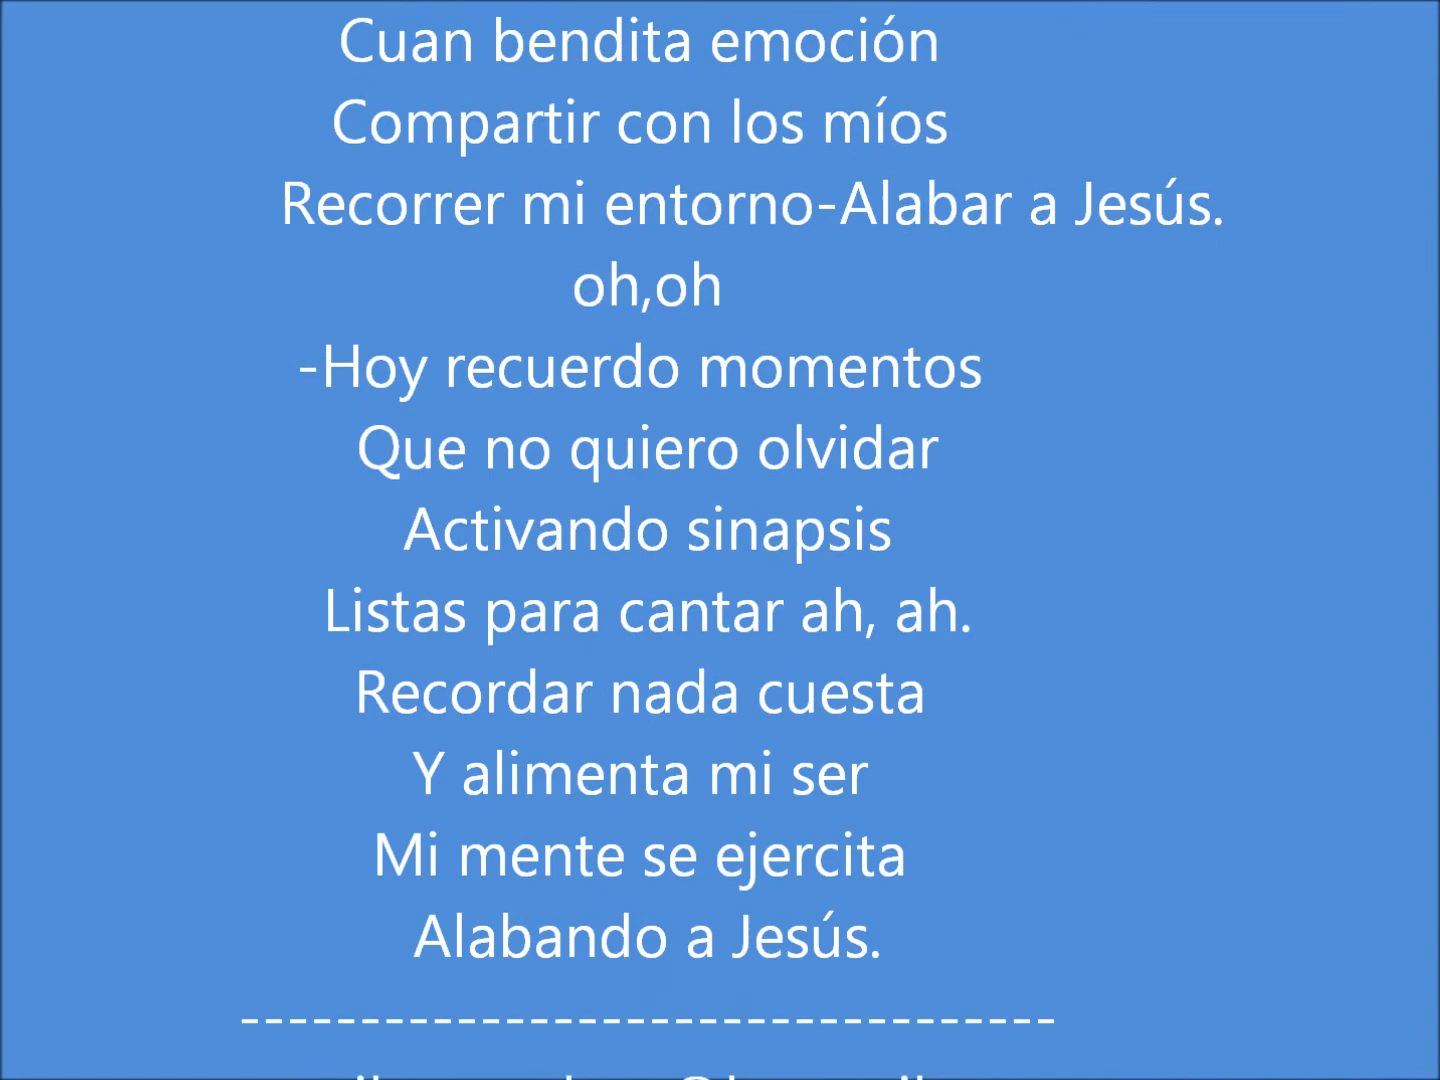 Cuan bendita emoción
Compartir con los míos
Recorrer mi entorno-Alabar a Jesús.
oh,oh
-Hoy recuerdo momentos
Que no quiero olvidar
Activando sinapsis
Listas para cantar ah, ah.
Recordar nada cuesta
Y alimenta mi ser
Mi mente se ejercita
Alabando a Jesús.
----------------------------------